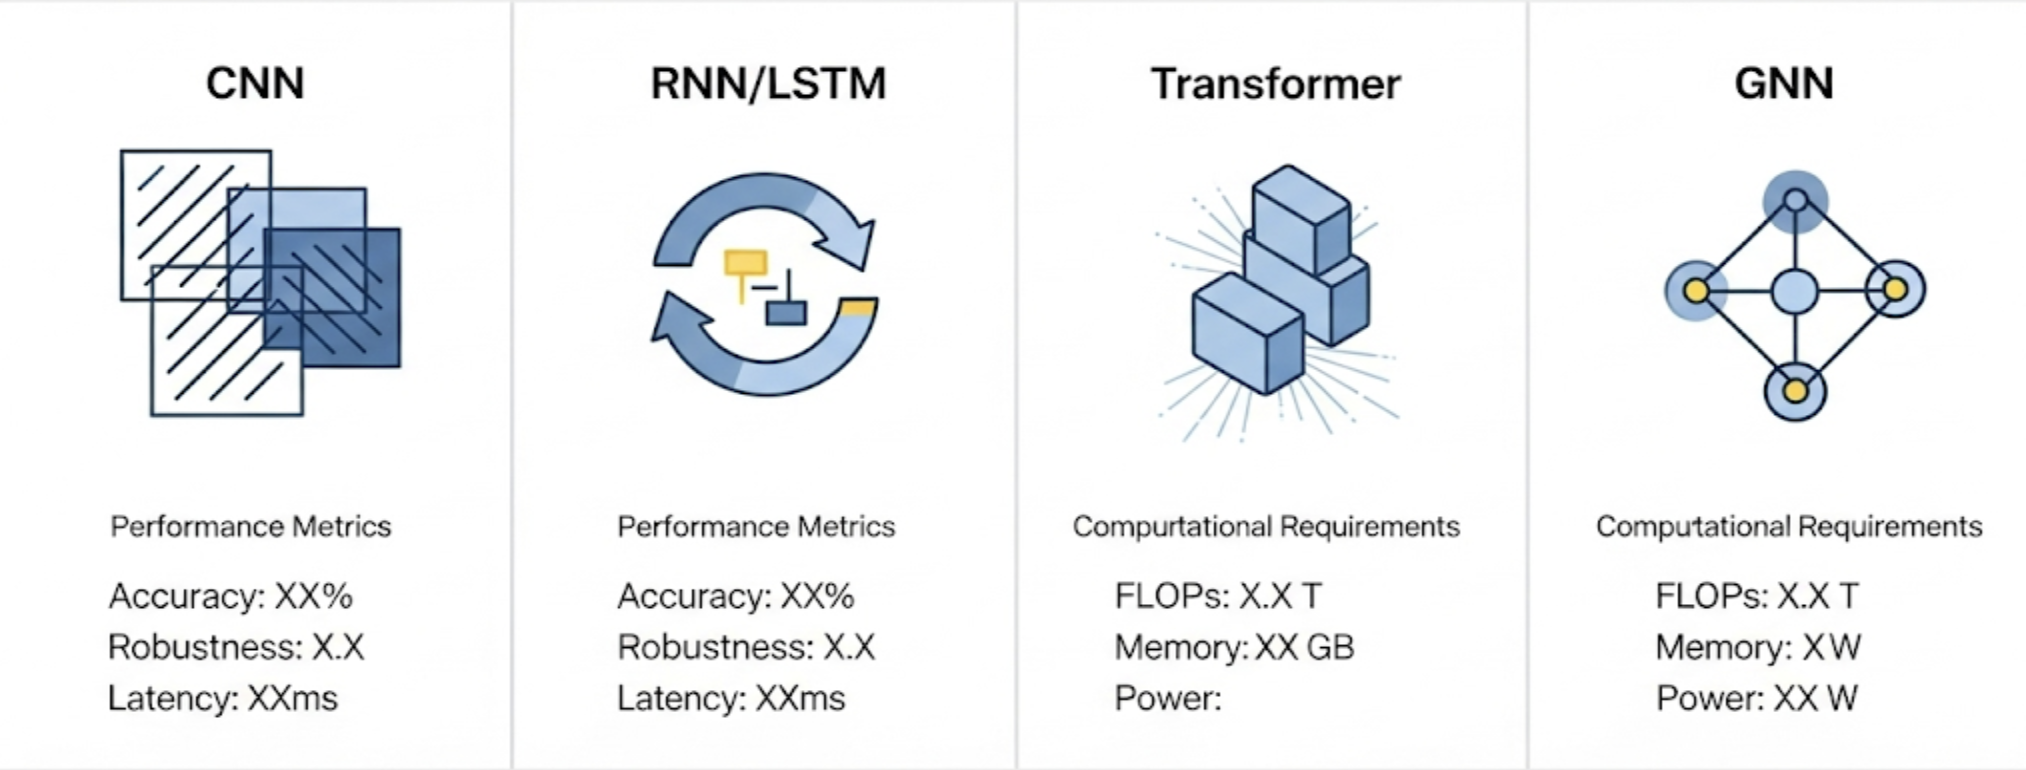 CNN
Performance Metrics
Accuracy: XX%
Robustness: X.X
Latency: XXms
RNN/LSTM
Performance Metrics
Accuracy: XX%
Robustness: X.X
Latency: XXms
Transformer
Compurtational Requirements
FLOPs: X.X T
Memory: XX GB
Power:
GNN
Computational Requirements
FLOPs: X.X T
Memory: X W
Power: XX W